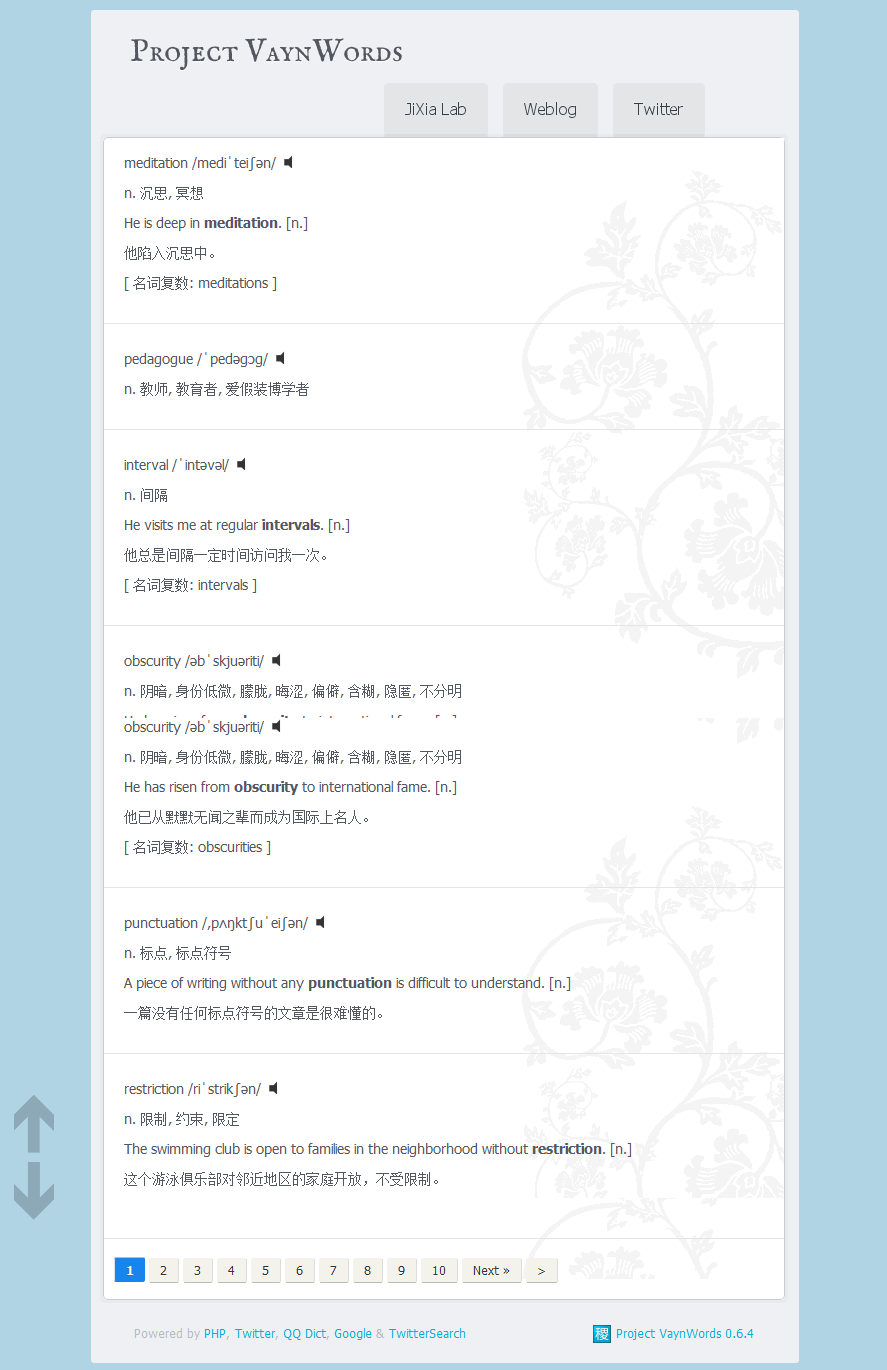 Project VaynWords
JiXia Lab Weblog Twitter
meditation /mediˈteiʃən/
n. 沉思, 冥想
He is deep in meditation. [n.]
他陷入沉思中。
[ 名词复数: meditations ]
pedagogue /ˈpedəgɔg/
n. 教师, 教育者, 爱假装博学者
interval /ˈintəvəl/
n. 间隔
He visits me at regular intervals. [n.]
他总是间隔一定时间访问我一次。
[ 名词复数: intervals ]
obscurity /əbˈskjuəriti/
n. 阴暗, 身份低微, 朦胧, 晦涩, 偏僻, 含糊, 隐匿, 不分明
obscurity /əbˈskjuəriti/
n. 阴暗, 身份低微, 朦胧, 晦涩, 偏僻, 含糊, 隐匿, 不分明
He has risen from obscurity to international fame. [n.]
他已从默默无闻之辈而成为国际上名人。
[ 名词复数: obscurities ]
punctuation /,pʌŋktʃuˈeiʃən/
n. 标点, 标点符号
A piece of writing without any punctuation is difficult to understand. [n.]
一篇没有任何标点符号的文章是很难懂的。
restriction /riˈstrikʃən/
n. 限制, 约束, 限定
The swimming club is open to families in the neighborhood without restriction. [n.]
这个游泳俱乐部对邻近地区的家庭开放，不受限制。
1 2 3 4 5 6 7 8 9 10 Next » >
Powered by PHP, Twitter, QQ Dict, Google & TwitterSearch 稷 Project VaynWords 0.6.4